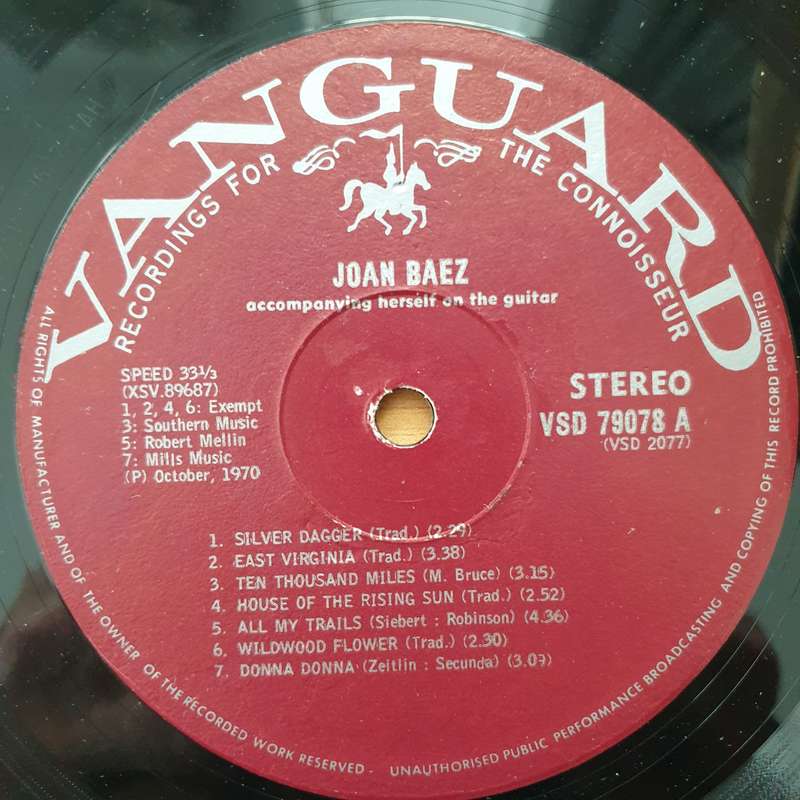 VANGUARD
RECORDINGS FOR THE CONNOISSEUR
JOAN BAEZ
accompanying herself on the guitar
SPEED 33⅓
(XSV.89687)
1, 2, 4, 6: Exempt
3: Southern Music
5: Robert Mellin
7: Mills Music
(P) October, 1970
STEREO
VSD 79078 A
(VSD 2077)
1. SILVER DAGGER (Trad.) (2.29)
2. EAST VIRGINIA (Trad.) (3.38)
3. TEN THOUSAND MILES (M. Bruce) (3.15)
4. HOUSE OF THE RISING SUN (Trad.) (2.52)
5. ALL MY TRAILS (Siebert : Robinson) (4.36)
6. WILDWOOD FLOWER (Trad.) (2.30)
7. DONNA DONNA (Zeitlin : Secunda) (3.07)
ALL RIGHTS OF MANUFACTURER AND OF THE OWNER OF THE RECORDED WORK RESERVED - UNAUTHORISED PUBLIC PERFORMANCE BROADCASTING AND COPYING OF THIS RECORD PROHIBITED